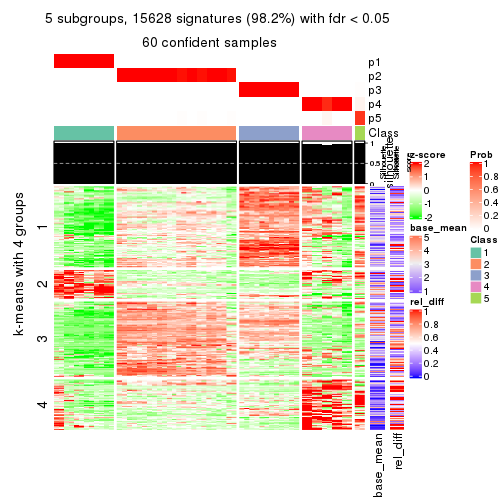 5 subgroups, 15628 signatures (98.2%) with fdr < 0.05
60 confident samples
p1
p2
p3
p4
p5
Class
1
0.5
0
Silhouette
score
k-means with 4 groups
1
2
3
4
base_mean
rel_diff
z-score
2
1
0
-1
-2
base_mean
5
4
3
2
1
rel_diff
1
0.8
0.6
0.4
0.2
0
Prob
1
0.8
0.6
0.4
0.2
0
Class
1
2
3
4
5